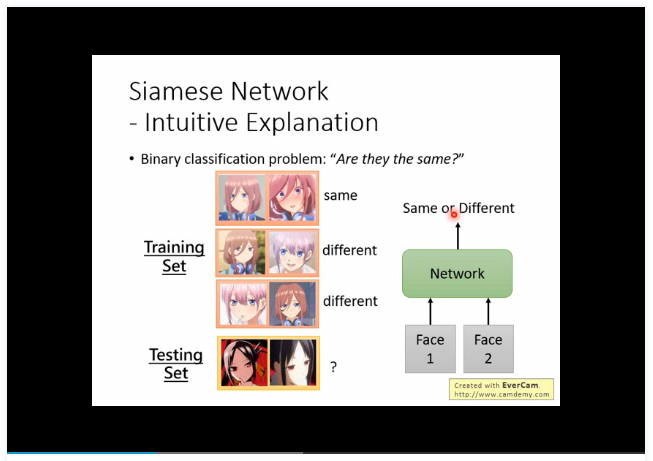 Siamese Network
- Intuitive Explanation
• Binary classification problem: “Are they the same?”
same
Training
Set
different
different
Testing
Set
?
Same or Different
Network
Face
1
Face
2
Created with EverCam.
http://www.camdemy.com